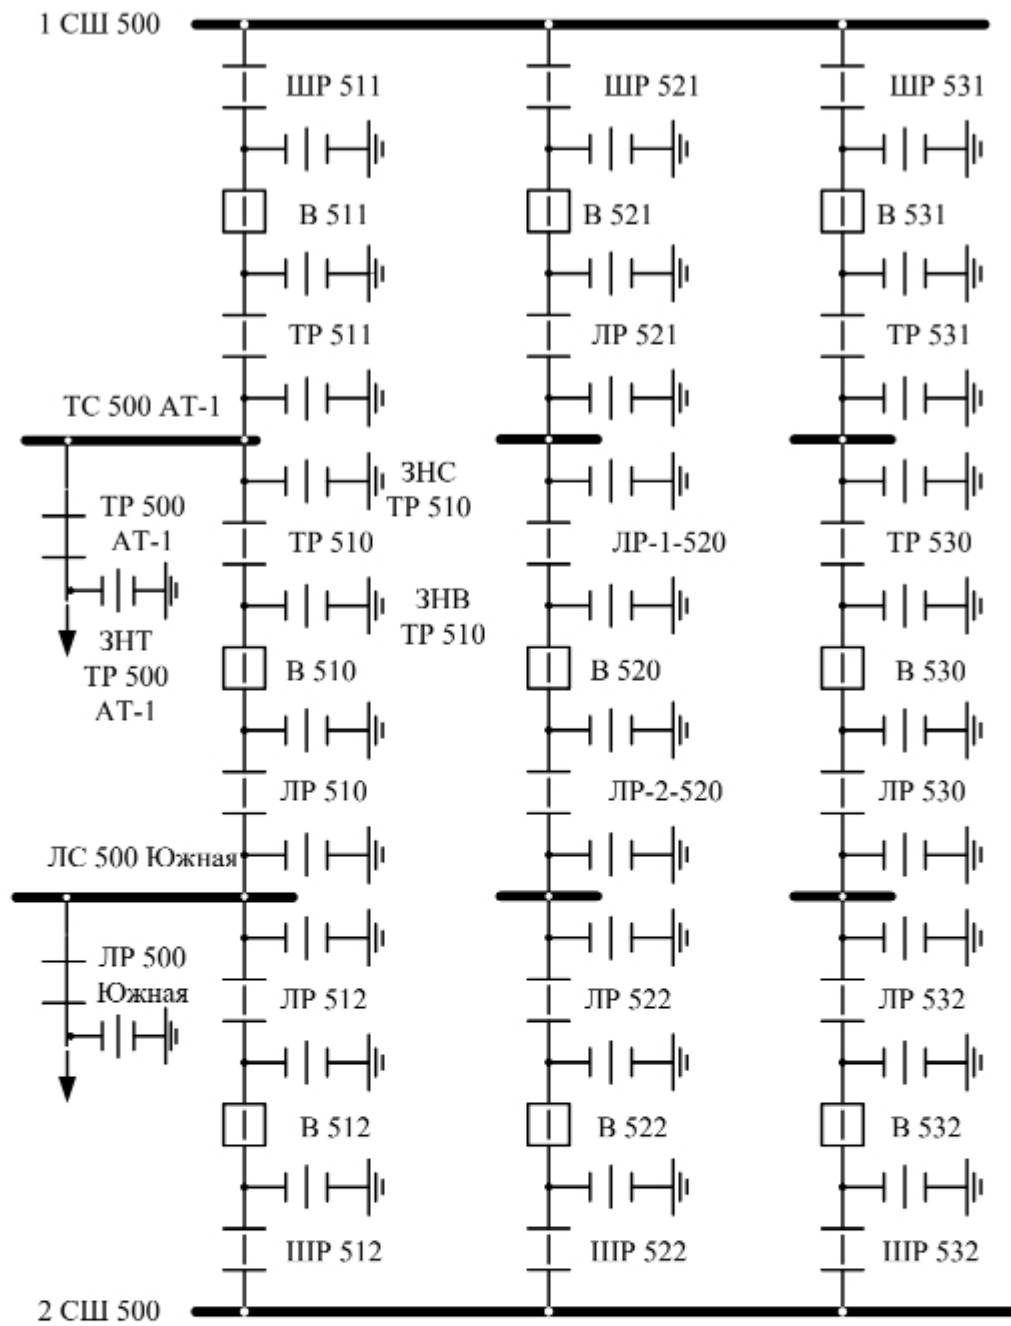 1 СШ 500
ШР 511
ШР 521
ШР 531
В 511
В 521
В 531
ТР 511
ЛР 521
ТР 531
ТС 500 АТ-1
ЗНС
ТР 510
ТР 500
АТ-1
ТР 510
ЛР-1-520
ТР 530
ЗНВ
ТР 510
ЗНТ
ТР 500
АТ-1
В 510
В 520
В 530
ЛР 510
ЛР-2-520
ЛР 530
ЛС 500 Южная
ЛР 500
Южная
ЛР 512
ЛР 522
ЛР 532
В 512
В 522
В 532
ШР 512
ШР 522
ШР 532
2 СШ 500